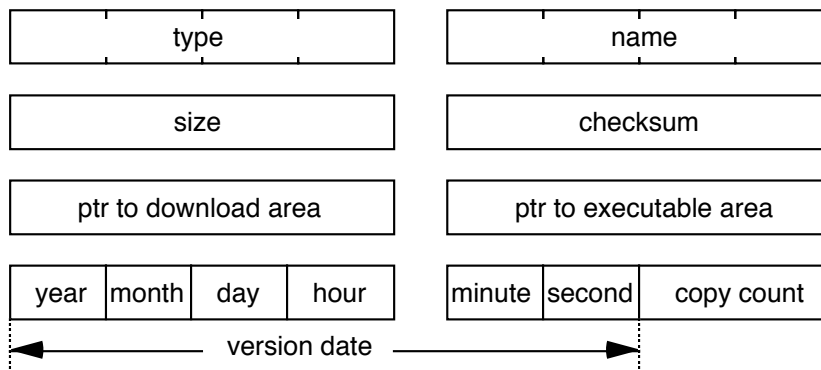 type name
size checksum
ptr to download area ptr to executable area
year month day hour minute second copy count
version date